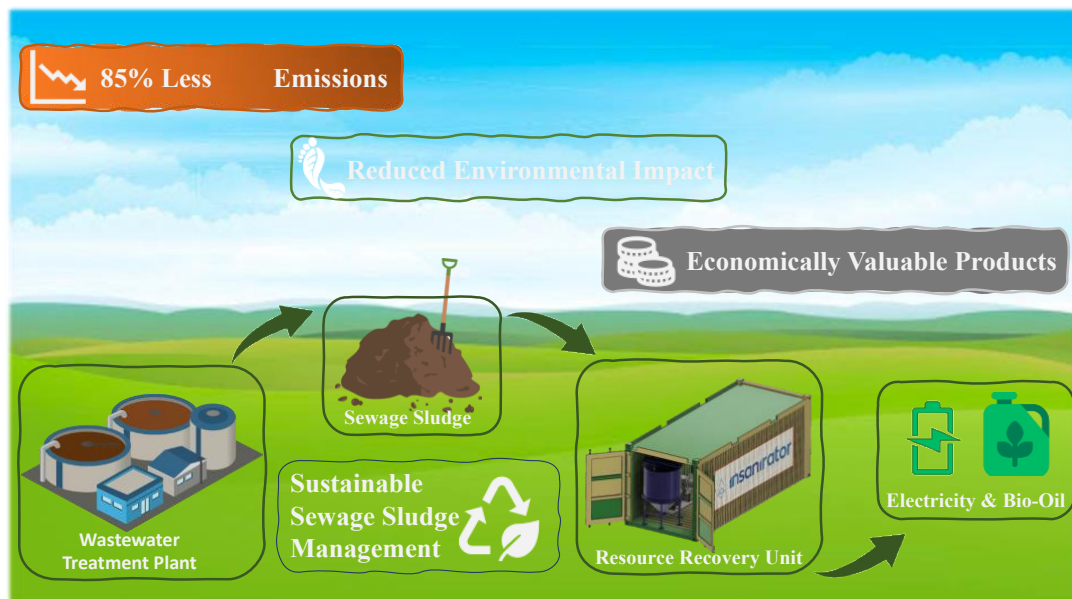 85% Less Emissions
Reduced Environmental Impact
Economically Valuable Products
Sewage Sludge
Wastewater
Treatment Plant
Sustainable
Sewage Sludge
Management
insanirator
Resource Recovery Unit
Electricity & Bio-Oil